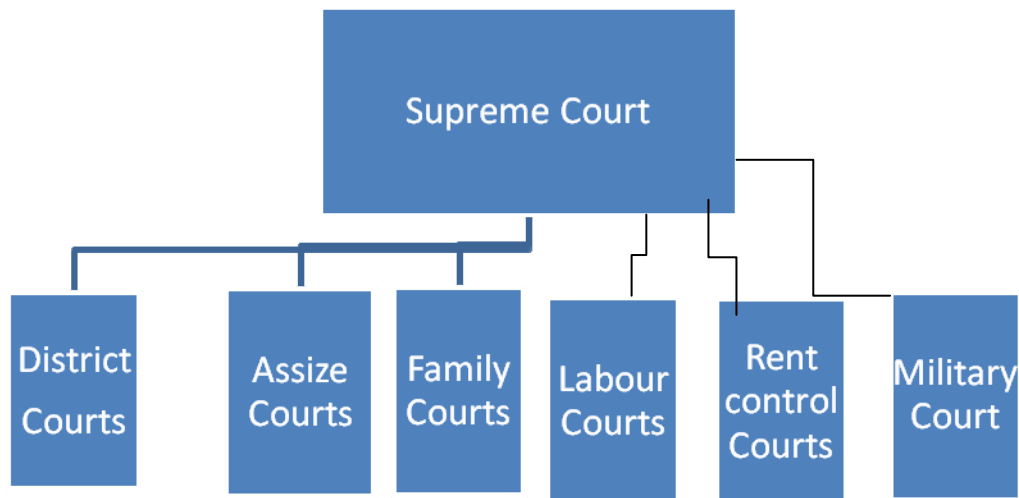 Supreme Court
District
Courts
Assize
Courts
Family
Courts
Labour
Courts
Rent
control
Courts
Military
Court